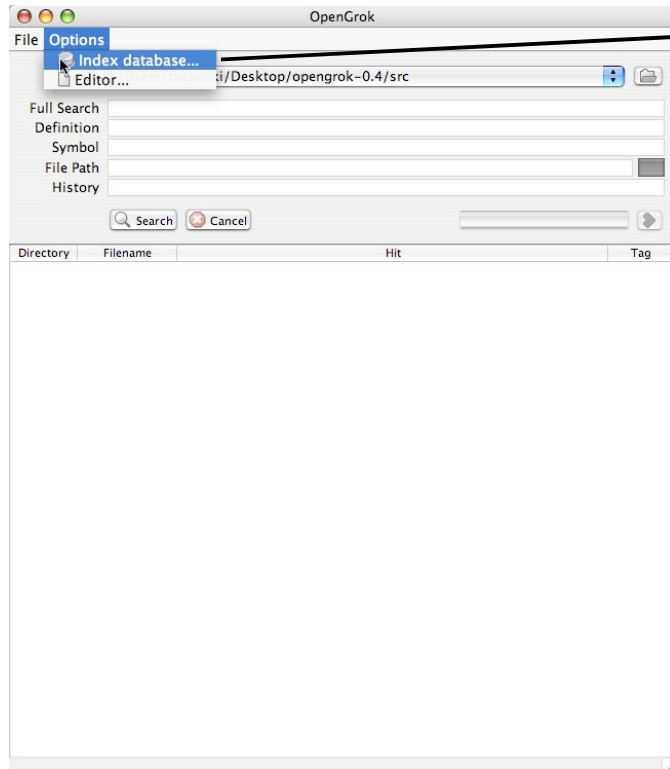 OpenGrok
File Options
Index database...
Editor...
i/Desktop/opengrok-0.4/src
Full Search
Definition
Symbol
File Path
History
Search Cancel
Directory Filename Hit Tag